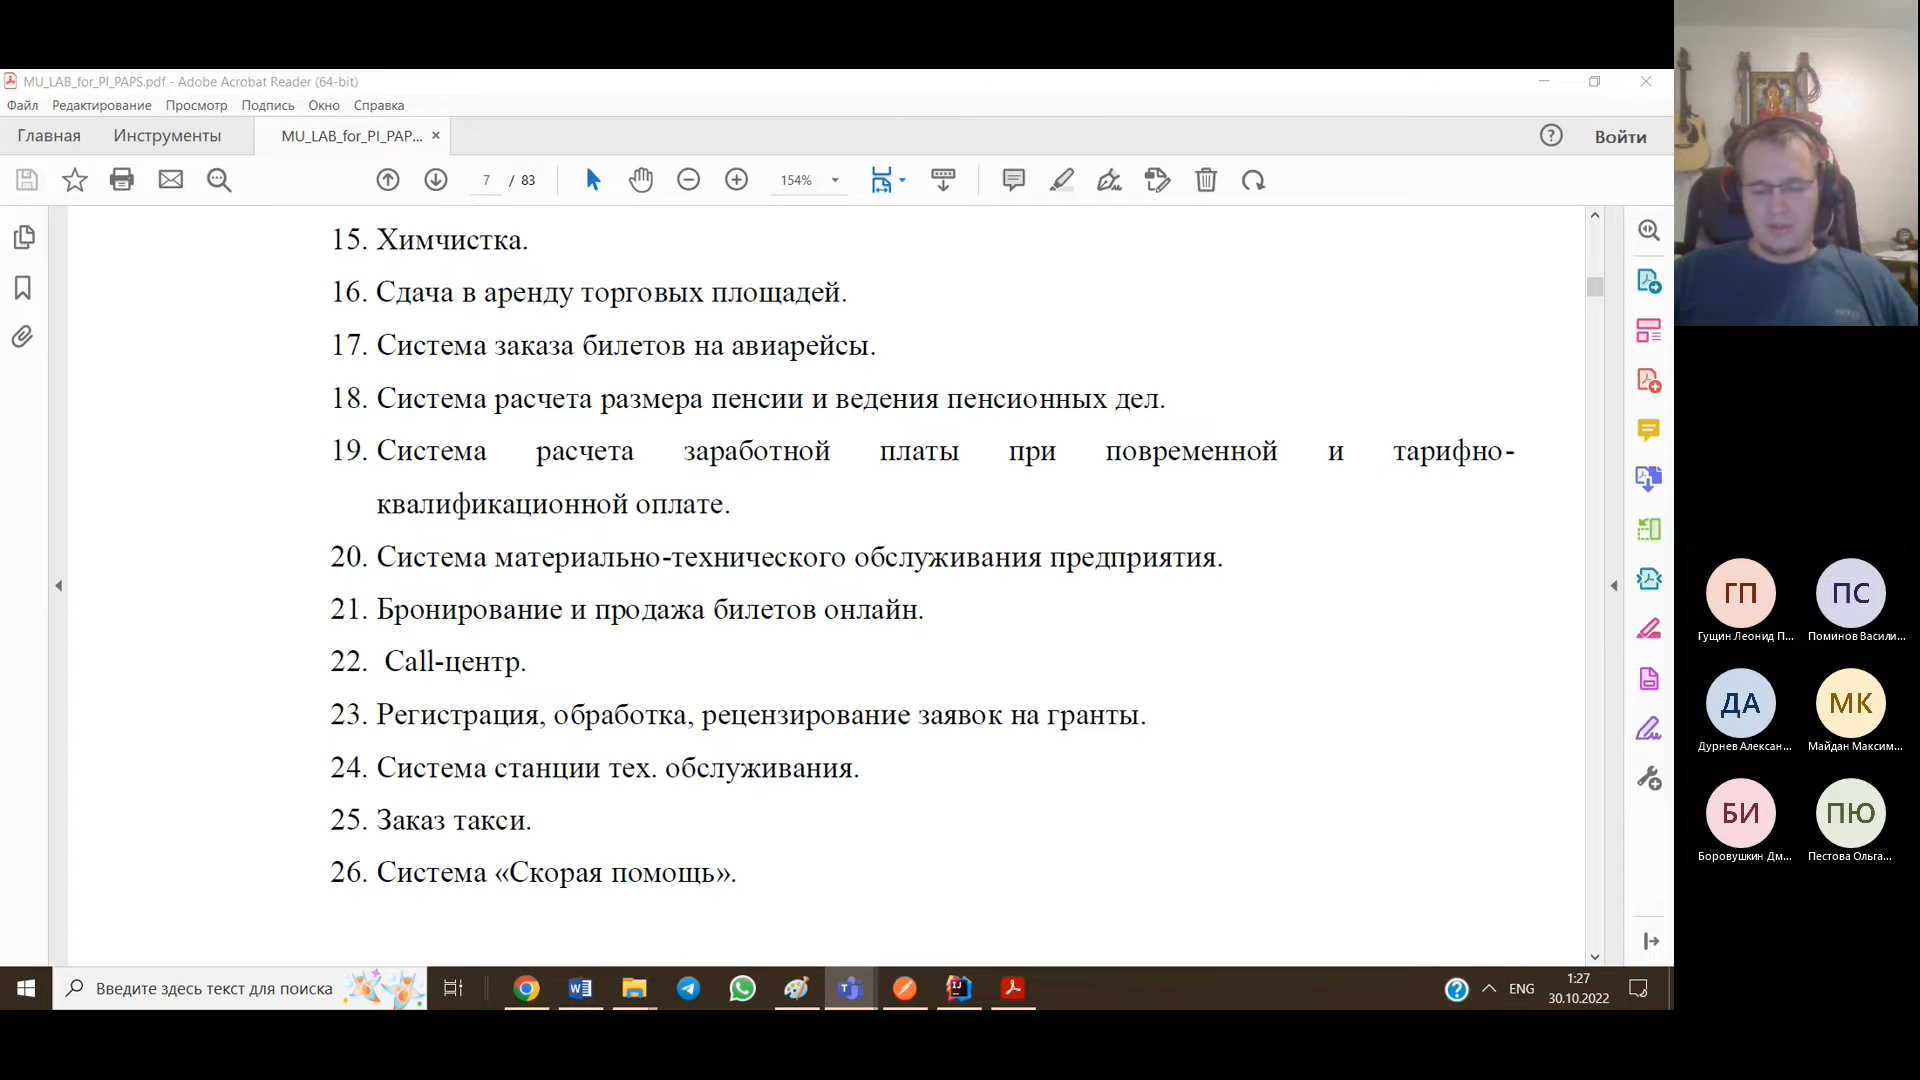 MU_LAB_for_PI_PAPS.pdf - Adobe Acrobat Reader (64-bit)
Файл Редактирование Просмотр Подпись Окно Справка
Главная Инструменты MU_LAB_for_PI_PAP... × Войти
7 / 83 154%
15. Химчистка.
16. Сдача в аренду торговых площадей.
17. Система заказа билетов на авиарейсы.
18. Система расчета размера пенсии и ведения пенсионных дел.
19. Система расчета заработной платы при повременной и тарифно-
квалификационной оплате.
20. Система материально-технического обслуживания предприятия.
21. Бронирование и продажа билетов онлайн.
22. Call-центр.
23. Регистрация, обработка, рецензирование заявок на гранты.
24. Система станции тех. обслуживания.
25. Заказ такси.
26. Система «Скорая помощь».
ГП ПС
Гущин Леонид П... Поминов Васили...
ДА МК
Дурнев Алексан... Майдан Максим...
БИ ПЮ
Боровушкин Дм... Пестова Ольга...
Введите здесь текст для поиска
ENG
1:27
30.10.2022